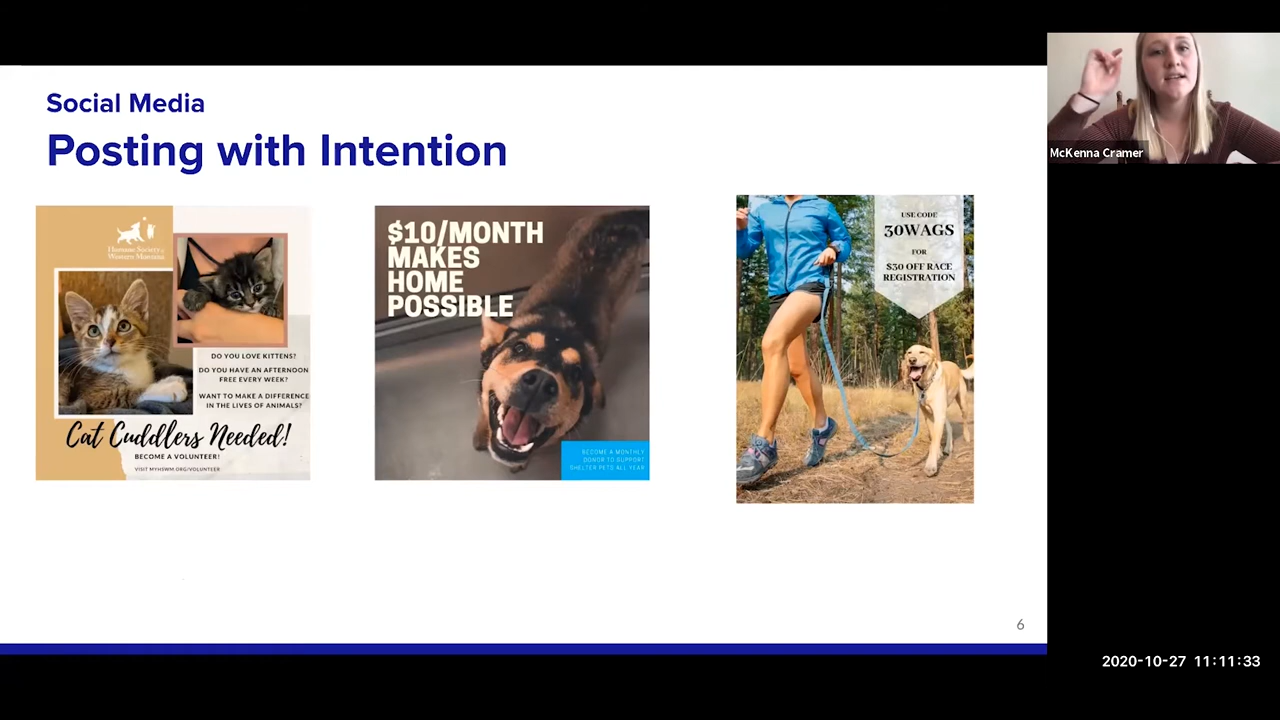 Social Media
Posting with Intention
Humane Society of
Western Montana
DO YOU LOVE KITTENS?
DO YOU HAVE AN AFTERNOON
FREE EVERY WEEK?
WANT TO MAKE A DIFFERENCE
IN THE LIVES OF ANIMALS?
Cat Cuddlers Needed!
BECOME A VOLUNTEER!
VISIT MYHSWM.ORG/VOLUNTEER
$10/MONTH
MAKES
HOME
POSSIBLE
BECOME A MONTHLY
DONOR TO SUPPORT
SHELTER PETS ALL YEAR
USE CODE
30WAGS
FOR
$30 OFF RACE
REGISTRATION
McKenna Cramer
6
2020-10-27 11:11:33